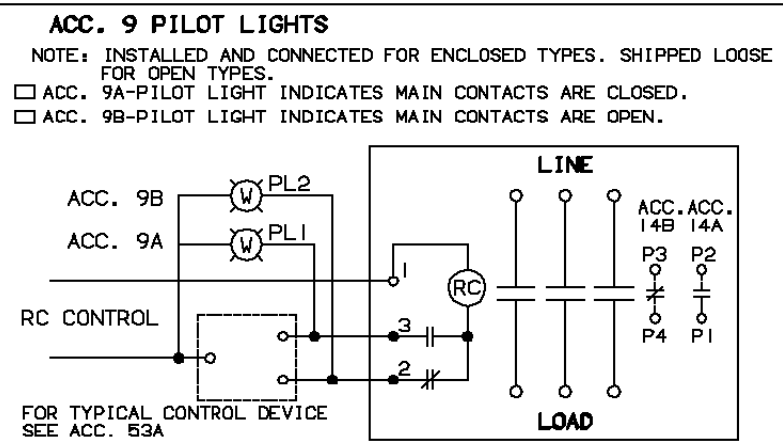 ACC. 9 PILOT LIGHTS
NOTE: INSTALLED AND CONNECTED FOR ENCLOSED TYPES. SHIPPED LOOSE
FOR OPEN TYPES.
ACC. 9A-PILOT LIGHT INDICATES MAIN CONTACTS ARE CLOSED.
ACC. 9B-PILOT LIGHT INDICATES MAIN CONTACTS ARE OPEN.
LINE
ACC. 9B
W
PL2
ACC. ACC.
14B 14A
ACC. 9A
W
PL1
P3 P2
1
RC
RC CONTROL
3
P4 P1
2
FOR TYPICAL CONTROL DEVICE
SEE ACC. 53A
LOAD